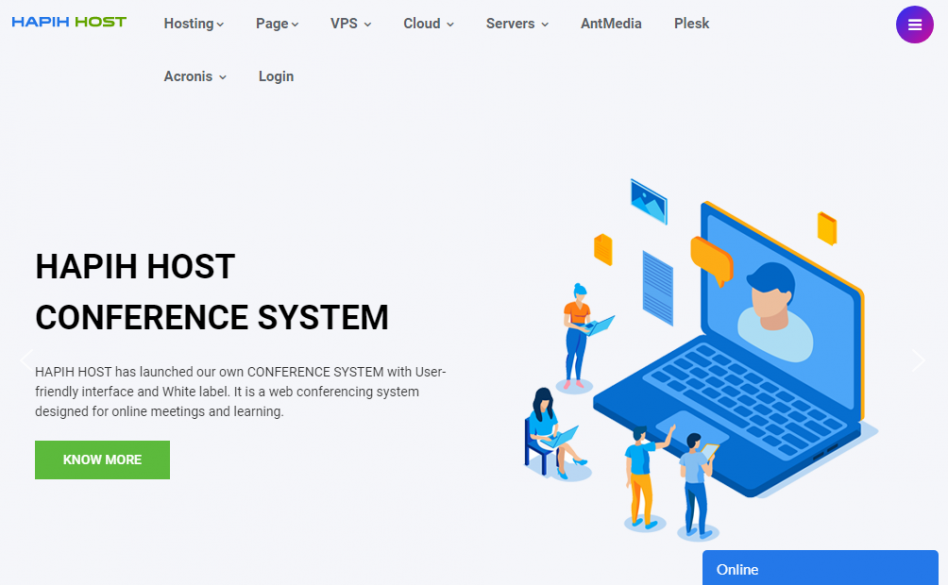 HAPIH HOST
Hosting Page VPS Cloud Servers AntMedia Plesk
Acronis Login
HAPIH HOST
CONFERENCE SYSTEM
HAPIH HOST has launched our own CONFERENCE SYSTEM with User-
friendly interface and White label. It is a web conferencing system
designed for online meetings and learning.
KNOW MORE
Online